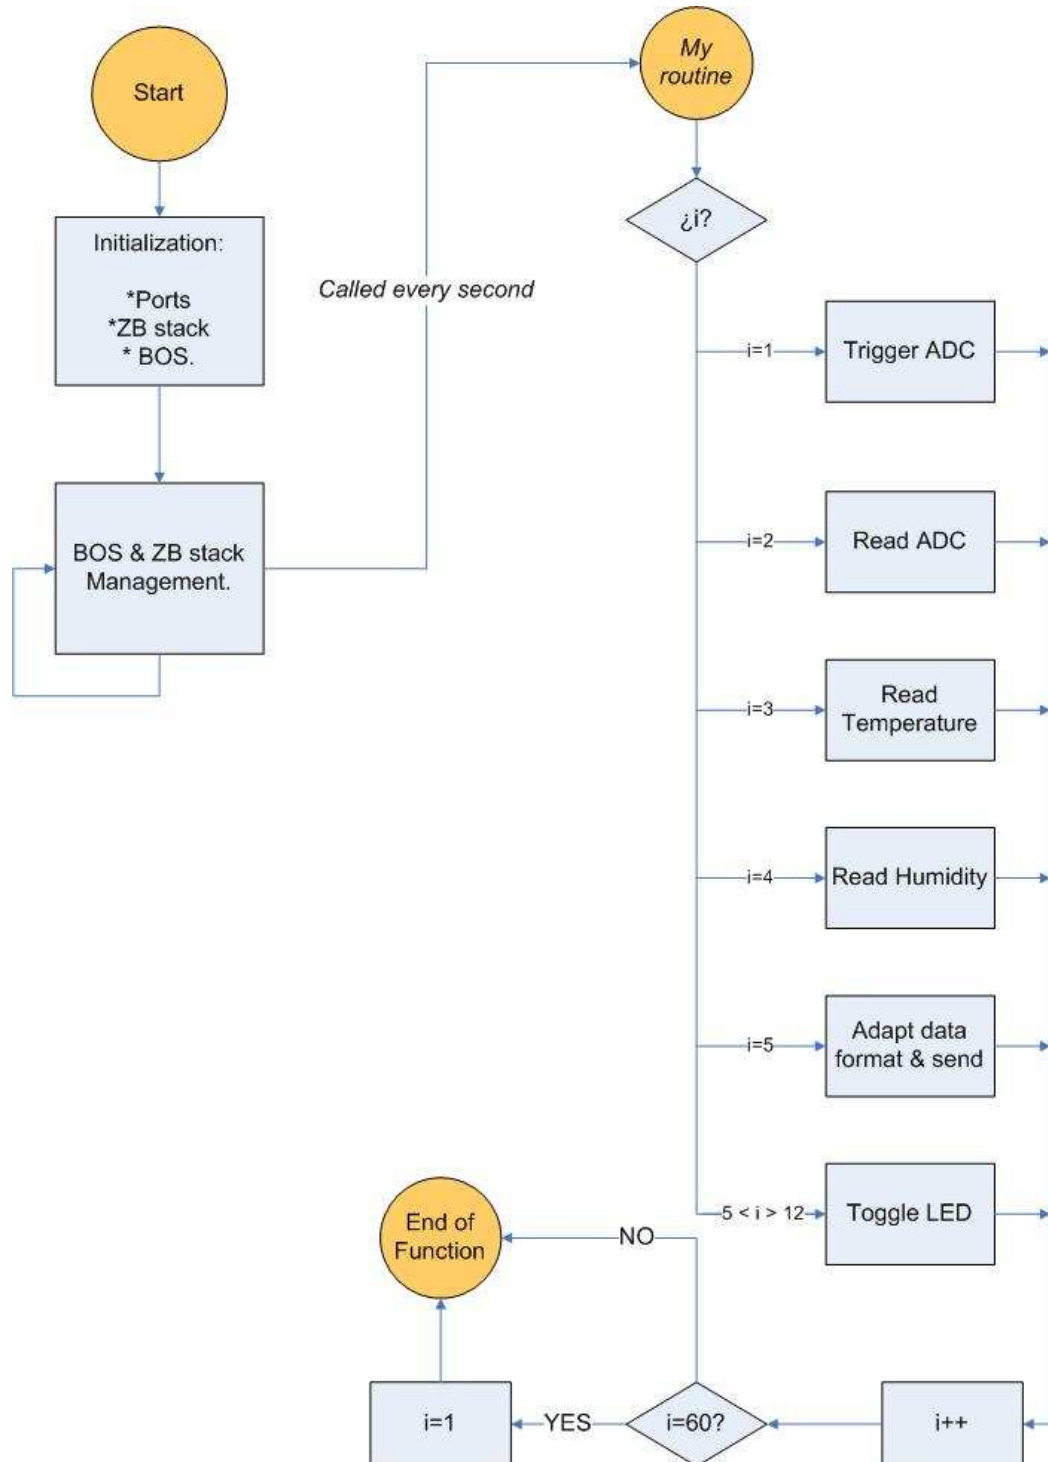 Start
Initialization:
*Ports
*ZB stack
* BOS.
BOS & ZB stack
Management.
Called every second
My
routine
¿i?
i=1
Trigger ADC
i=2
Read ADC
i=3
Read
Temperature
i=4
Read Humidity
i=5
Adapt data
format & send
5 < i > 12
Toggle LED
End of
Function
NO
i=1
YES
i=60?
i++